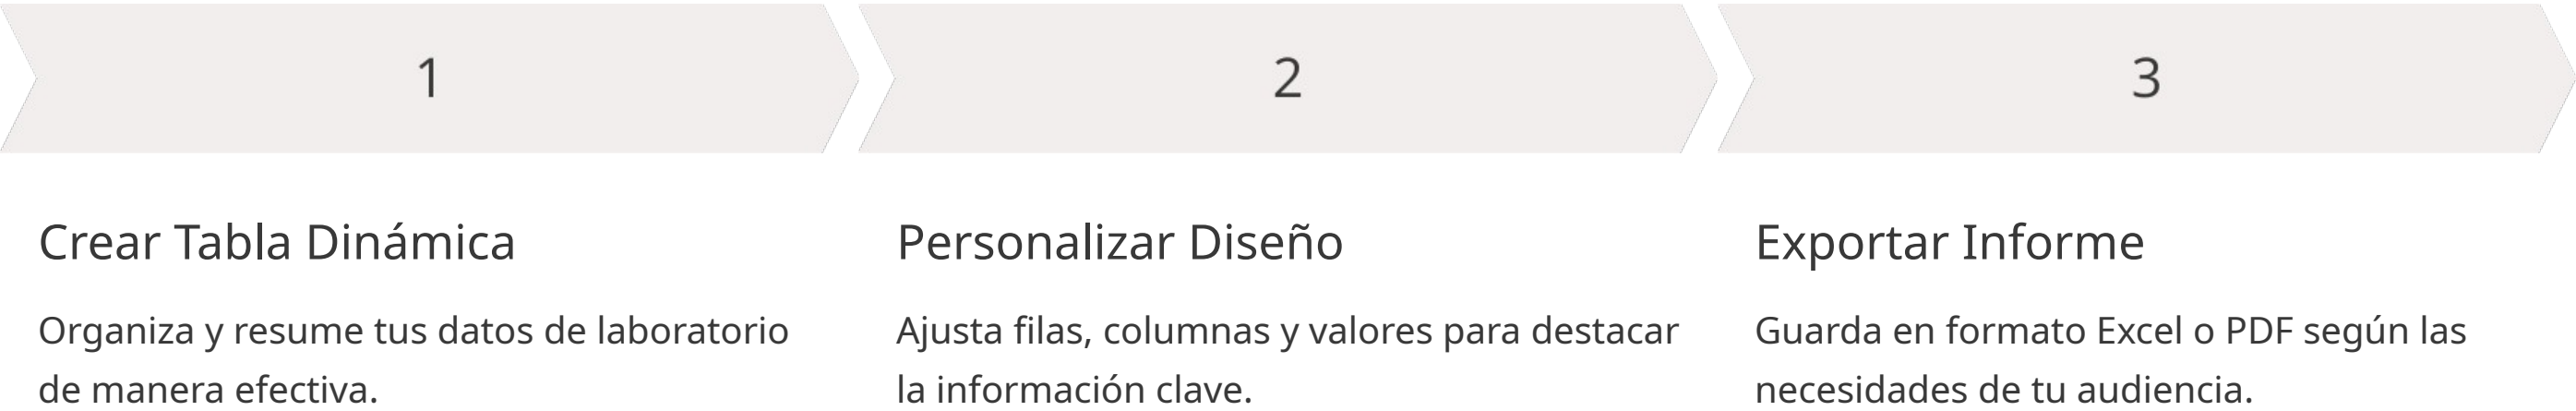 1
Crear Tabla Dinámica
Organiza y resume tus datos de laboratorio
de manera efectiva.
2
Personalizar Diseño
Ajusta filas, columnas y valores para destacar
la información clave.
3
Exportar Informe
Guarda en formato Excel o PDF según las
necesidades de tu audiencia.